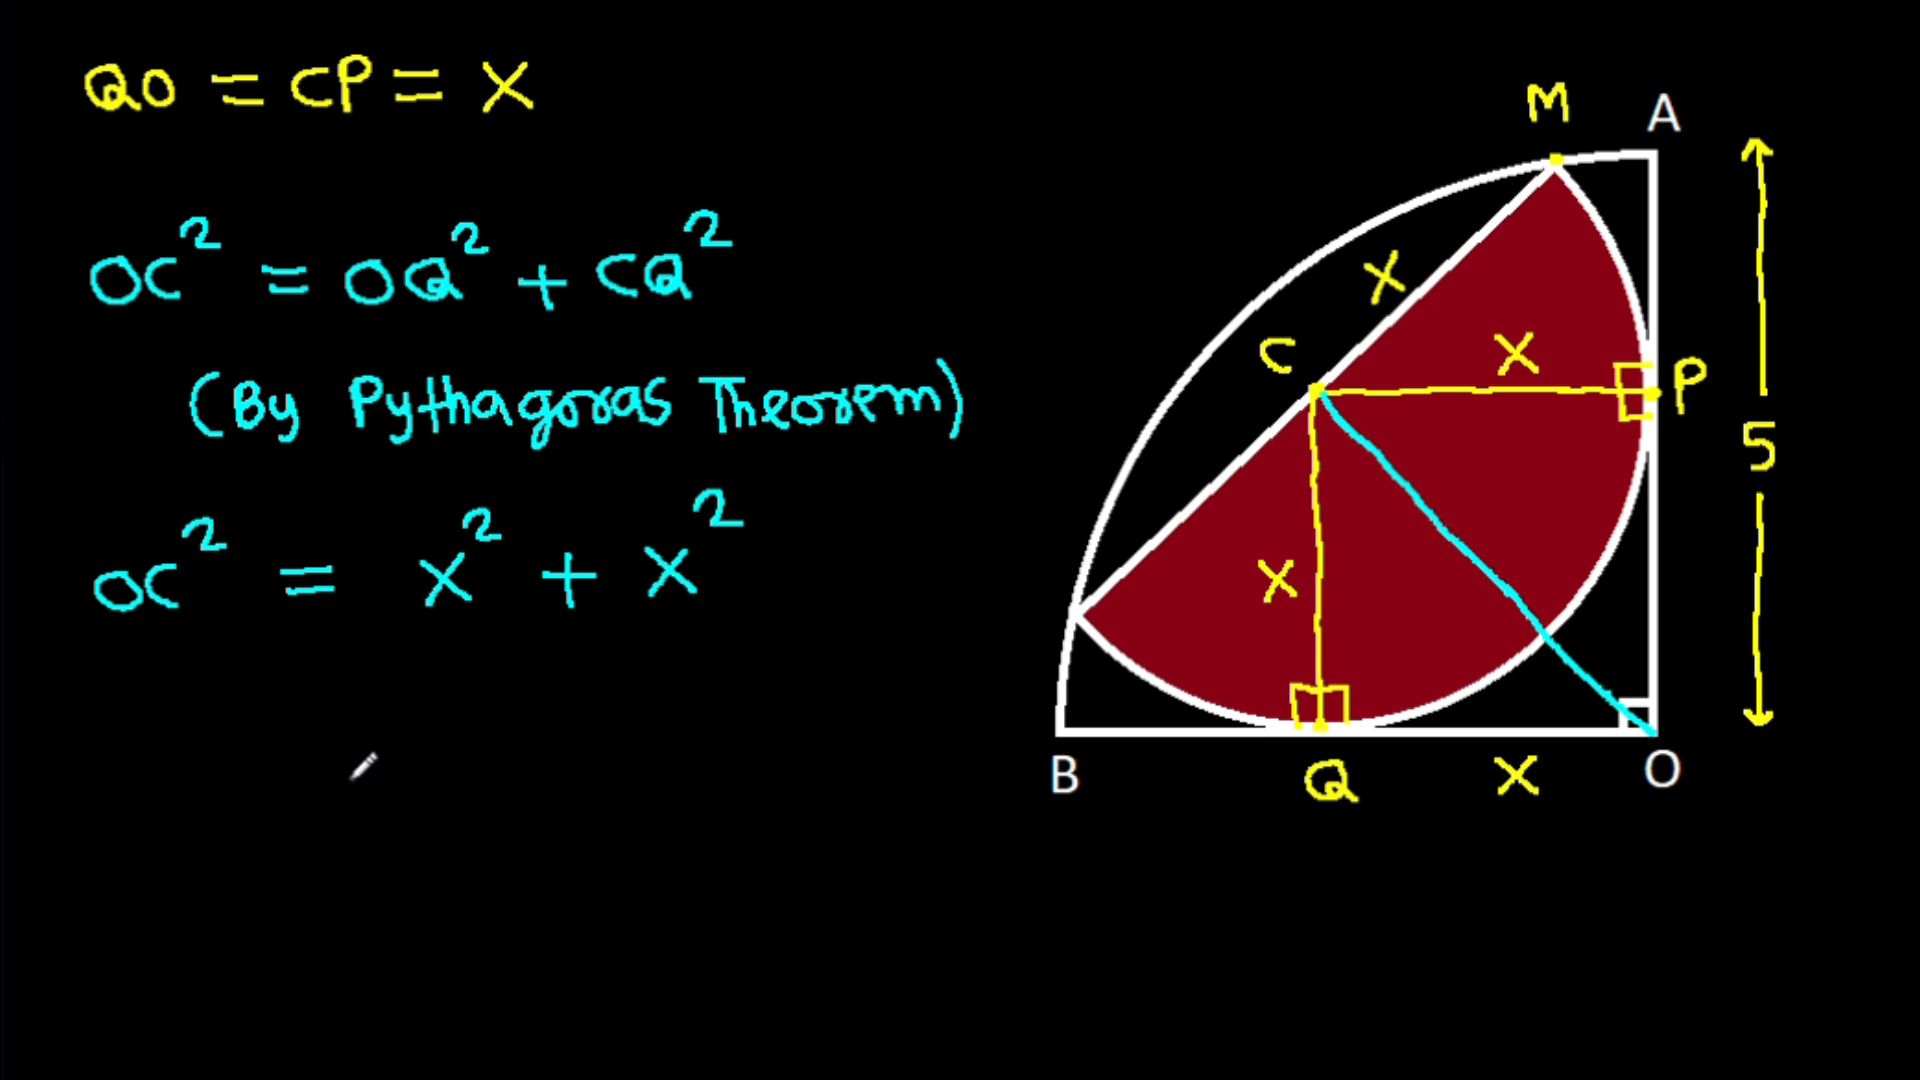 QO = CP = X
OC² = OQ² + CQ²
(By Pythagoras Theorem)
OC² = X² + X²
M
A
X
C
X
P
5
X
B
Q
X
O